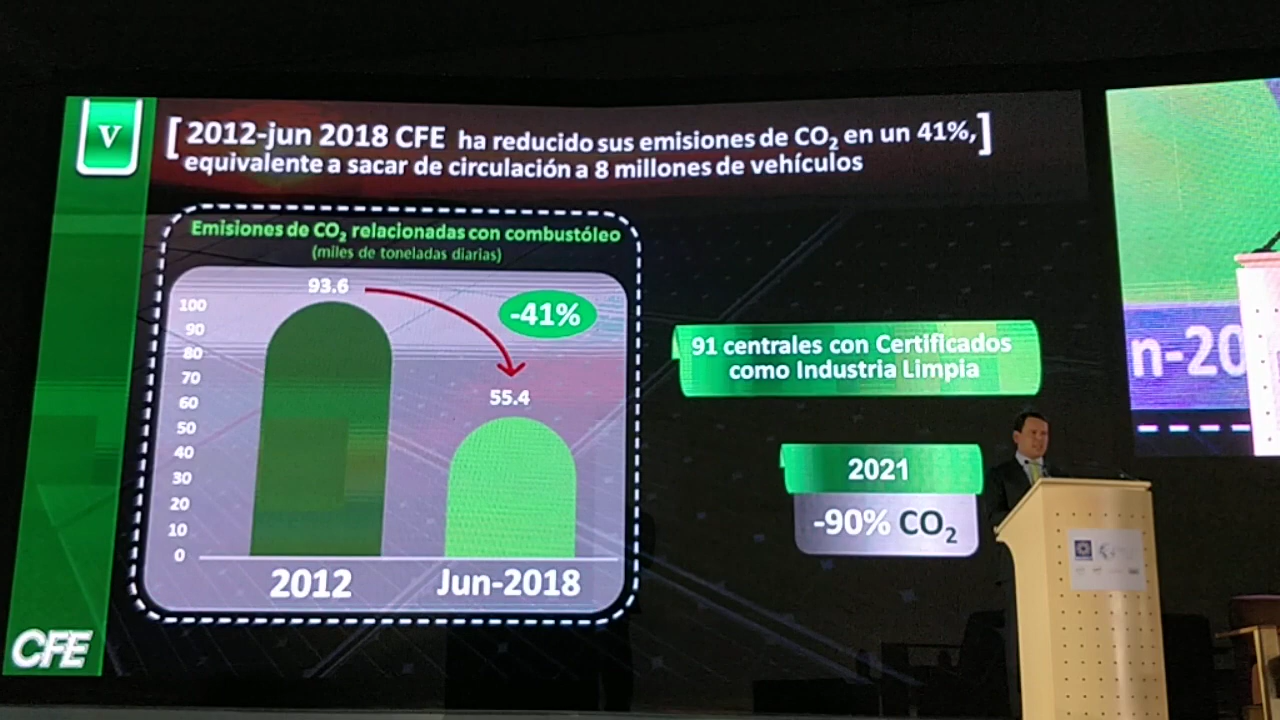 V
[2012-jun 2018 CFE ha reducido sus emisiones de CO₂ en un 41%,]
equivalente a sacar de circulación a 8 millones de vehículos
Emisiones de CO₂ relacionadas con combustóleo
(miles de toneladas diarias)
93.6
-41%
55.4
100
90
80
70
60
50
40
30
20
10
0
2012
Jun-2018
91 centrales con Certificados
como Industria Limpia
2021
-90% CO₂
CFE
n-20